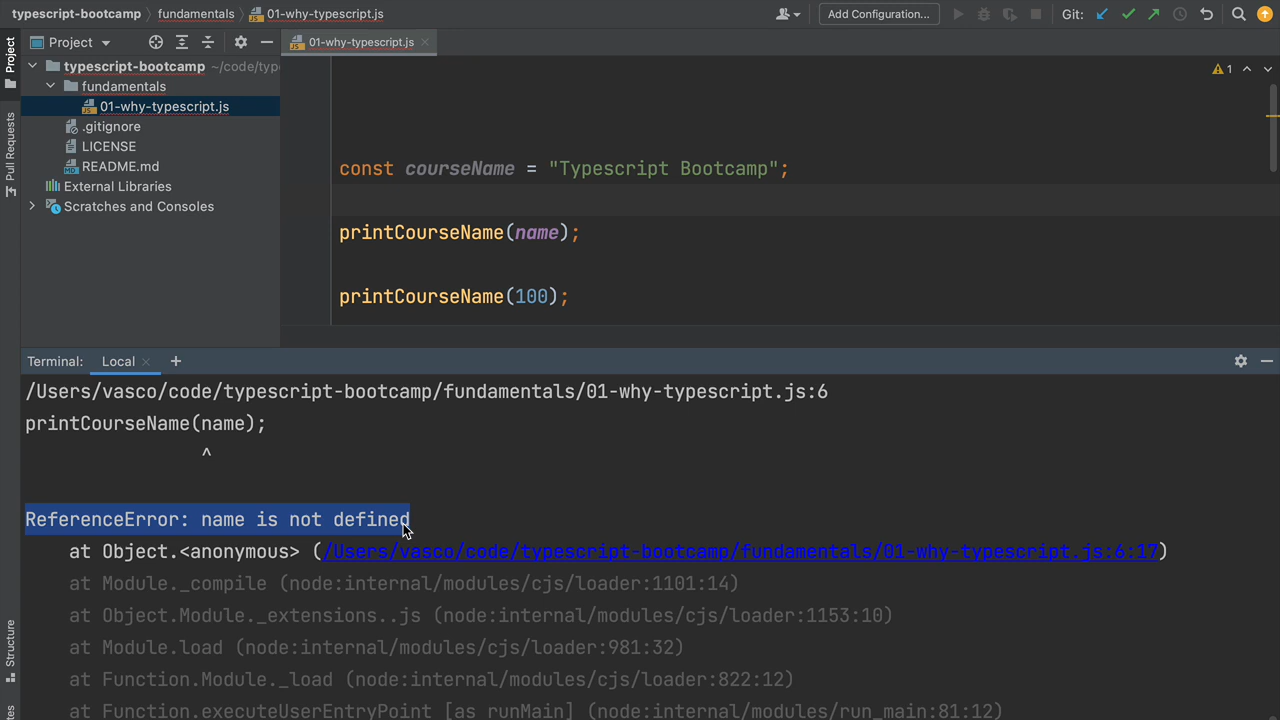 typescript-bootcamp fundamentals 01-why-typescript.js Add Configuration... Git:
Project 01-why-typescript.js
typescript-bootcamp ~/code/typ
fundamentals
01-why-typescript.js
.gitignore
LICENSE
README.md
External Libraries
Scratches and Consoles
Project
Pull Requests
Structure
1
const courseName = "Typescript Bootcamp";
printCourseName(name);
printCourseName(100);
Terminal: Local
/Users/vasco/code/typescript-bootcamp/fundamentals/01-why-typescript.js:6
printCourseName(name);
^
ReferenceError: name is not defined
at Object.<anonymous> (/Users/vasco/code/typescript-bootcamp/fundamentals/01-why-typescript.js:6:17)
at Module._compile (node:internal/modules/cjs/loader:1101:14)
at Object.Module._extensions..js (node:internal/modules/cjs/loader:1153:10)
at Module.load (node:internal/modules/cjs/loader:981:32)
at Function.Module._load (node:internal/modules/cjs/loader:822:12)
at Function.executeUserEntryPoint [as runMain] (node:internal/modules/run_main:81:12)